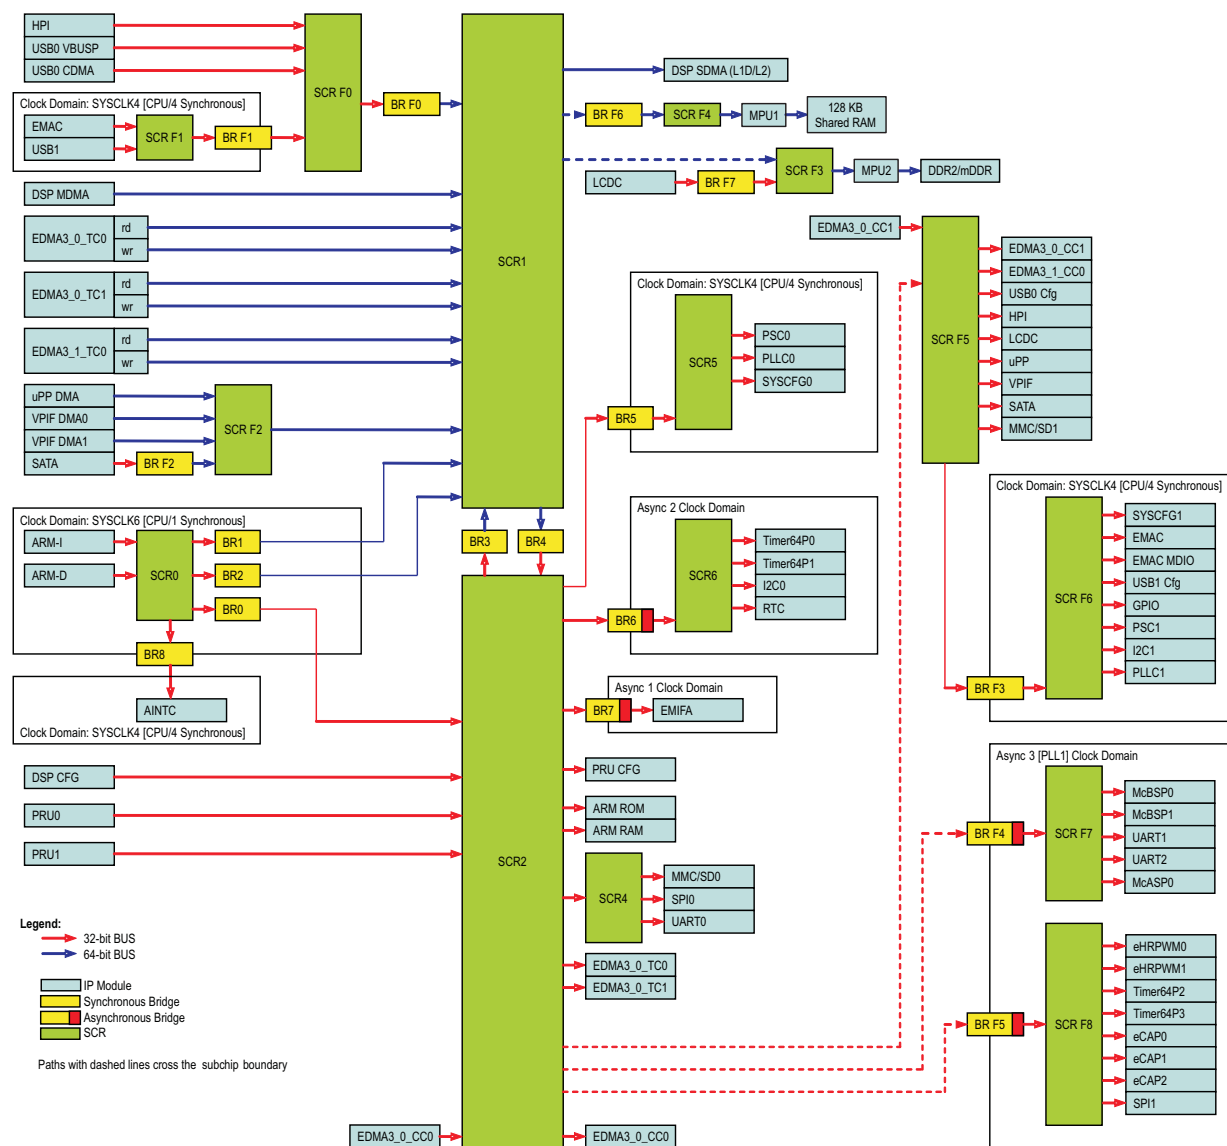 HPI
USB0 VBUSP
USB0 CDMA
SCR F0
BR F0
Clock Domain: SYSCLK4 [CPU/4 Synchronous]
EMAC
USB1
SCR F1
BR F1
DSP MDMA
EDMA3_0_TC0
rd
wr
EDMA3_0_TC1
rd
wr
EDMA3_1_TC0
rd
wr
uPP DMA
VPIF DMA0
VPIF DMA1
SATA
BR F2
SCR F2
SCR1
DSP SDMA (L1D/L2)
BR F6
SCR F4
MPU1
128 KB
Shared RAM
LCDC
BR F7
SCR F3
MPU2
DDR2/mDDR
Clock Domain: SYSCLK6 [CPU/1 Synchronous]
ARM-I
ARM-D
SCR0
BR1
BR2
BR0
BR8
AINTC
Clock Domain: SYSCLK4 [CPU/4 Synchronous]
BR3
BR4
DSP CFG
PRU0
PRU1
SCR2
Clock Domain: SYSCLK4 [CPU/4 Synchronous]
BR5
SCR5
PSC0
PLLC0
SYSCFG0
Async 2 Clock Domain
BR6
SCR6
Timer64P0
Timer64P1
I2C0
RTC
Async 1 Clock Domain
BR7
EMIFA
PRU CFG
ARM ROM
ARM RAM
SCR4
MMC/SD0
SPI0
UART0
EDMA3_0_TC0
EDMA3_0_TC1
EDMA3_0_CC0
EDMA3_0_CC0
EDMA3_0_CC1
SCR F5
EDMA3_0_CC1
EDMA3_1_CC0
USB0 Cfg
HPI
LCDC
uPP
VPIF
SATA
MMC/SD1
Clock Domain: SYSCLK4 [CPU/4 Synchronous]
BR F3
SCR F6
SYSCFG1
EMAC
EMAC MDIO
USB1 Cfg
GPIO
PSC1
I2C1
PLLC1
Async 3 [PLL1] Clock Domain
BR F4
SCR F7
McBSP0
McBSP1
UART1
UART2
McASP0
BR F5
SCR F8
eHRPWM0
eHRPWM1
Timer64P2
Timer64P3
eCAP0
eCAP1
eCAP2
SPI1
Legend:
32-bit BUS
64-bit BUS
IP Module
Synchronous Bridge
Asynchronous Bridge
SCR
Paths with dashed lines cross the subchip boundary